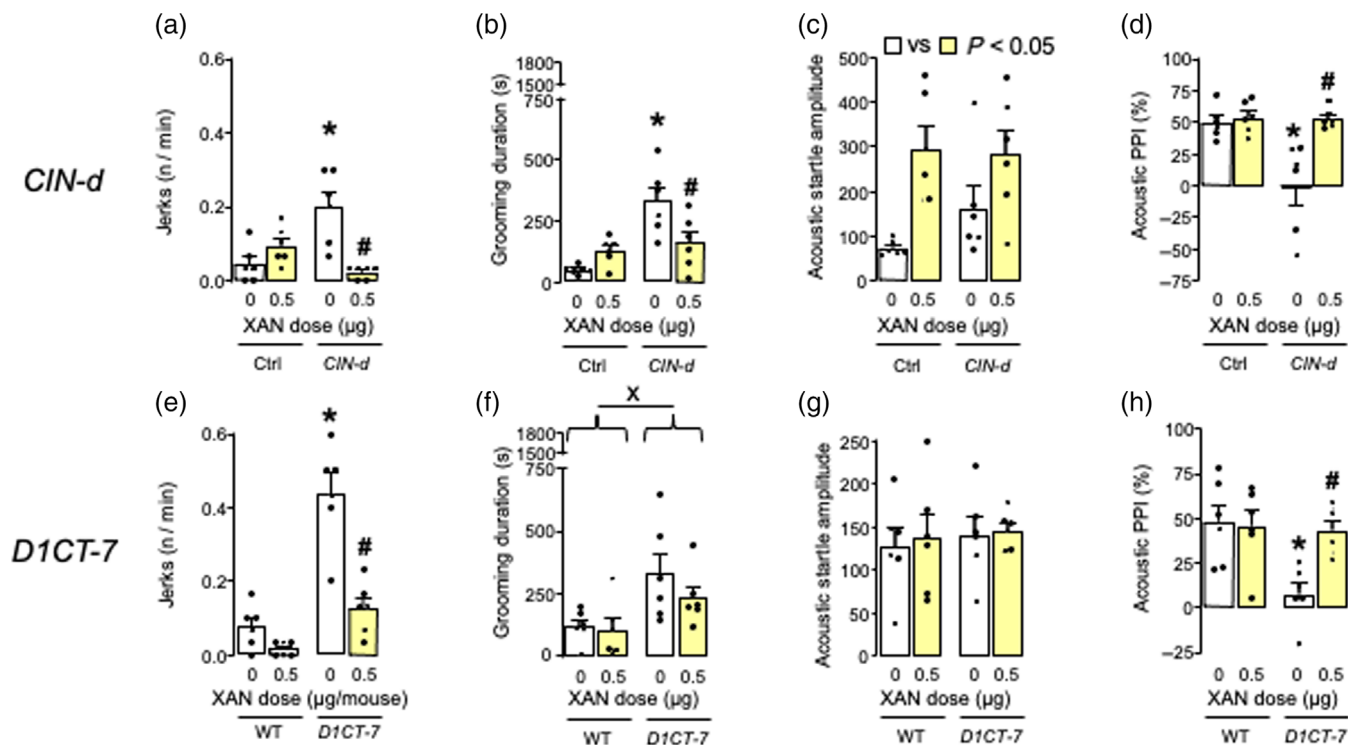 (a) (b) (c) (d)
CIN-d
Jerks (n / min)
0.6
0.4
0.2
0.0
*
#
0 0.5 0 0.5
XAN dose (µg)
Ctrl CIN-d
Grooming duration (s)
1800
1500
750
500
250
0
*
#
0 0.5 0 0.5
XAN dose (µg)
Ctrl CIN-d
vs P < 0.05
Acoustic startle amplitude
500
400
300
200
100
0
0 0.5 0 0.5
XAN dose (µg)
Ctrl CIN-d
Acoustic PPI (%)
100
75
50
25
0
−25
−50
−75
*
#
0 0.5 0 0.5
XAN dose (µg)
Ctrl CIN-d
(e) (f) (g) (h)
D1CT-7
Jerks (n / min)
0.6
0.4
0.2
0.0
*
#
0 0.5 0 0.5
XAN dose (µg/mouse)
WT D1CT-7
X
Grooming duration (s)
1800
1500
750
500
250
0
0 0.5 0 0.5
XAN dose (µg)
WT D1CT-7
Acoustic startle amplitude
250
200
150
100
50
0
0 0.5 0 0.5
XAN dose (µg)
WT D1CT-7
Acoustic PPI (%)
100
75
50
25
0
−25
*
#
0 0.5 0 0.5
XAN dose (µg)
WT D1CT-7